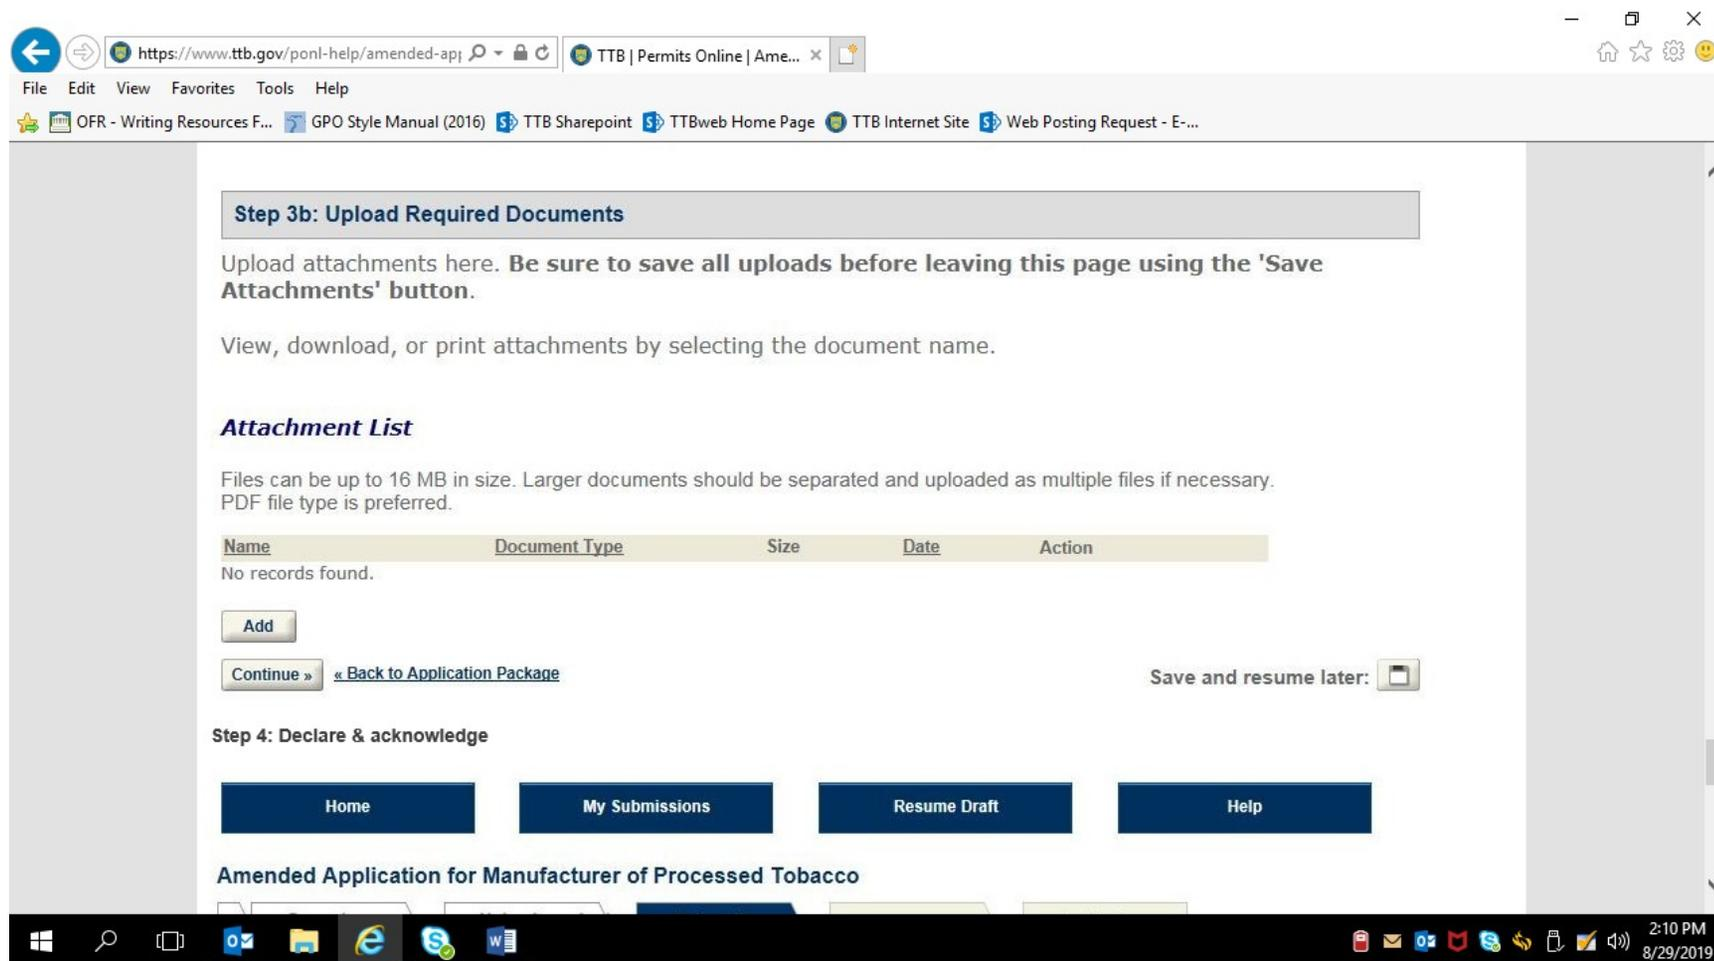 https://www.ttb.gov/ponl-help/amended-app
TTB | Permits Online | Ame...
File Edit View Favorites Tools Help
OFR - Writing Resources F... GPO Style Manual (2016) TTB Sharepoint TTBweb Home Page TTB Internet Site Web Posting Request - E-...
Step 3b: Upload Required Documents
Upload attachments here. Be sure to save all uploads before leaving this page using the 'Save
Attachments' button.
View, download, or print attachments by selecting the document name.
Attachment List
Files can be up to 16 MB in size. Larger documents should be separated and uploaded as multiple files if necessary.
PDF file type is preferred.
Name Document Type Size Date Action
No records found.
Add
Continue » « Back to Application Package Save and resume later:
Step 4: Declare & acknowledge
Home My Submissions Resume Draft Help
Amended Application for Manufacturer of Processed Tobacco
2:10 PM
8/29/2019